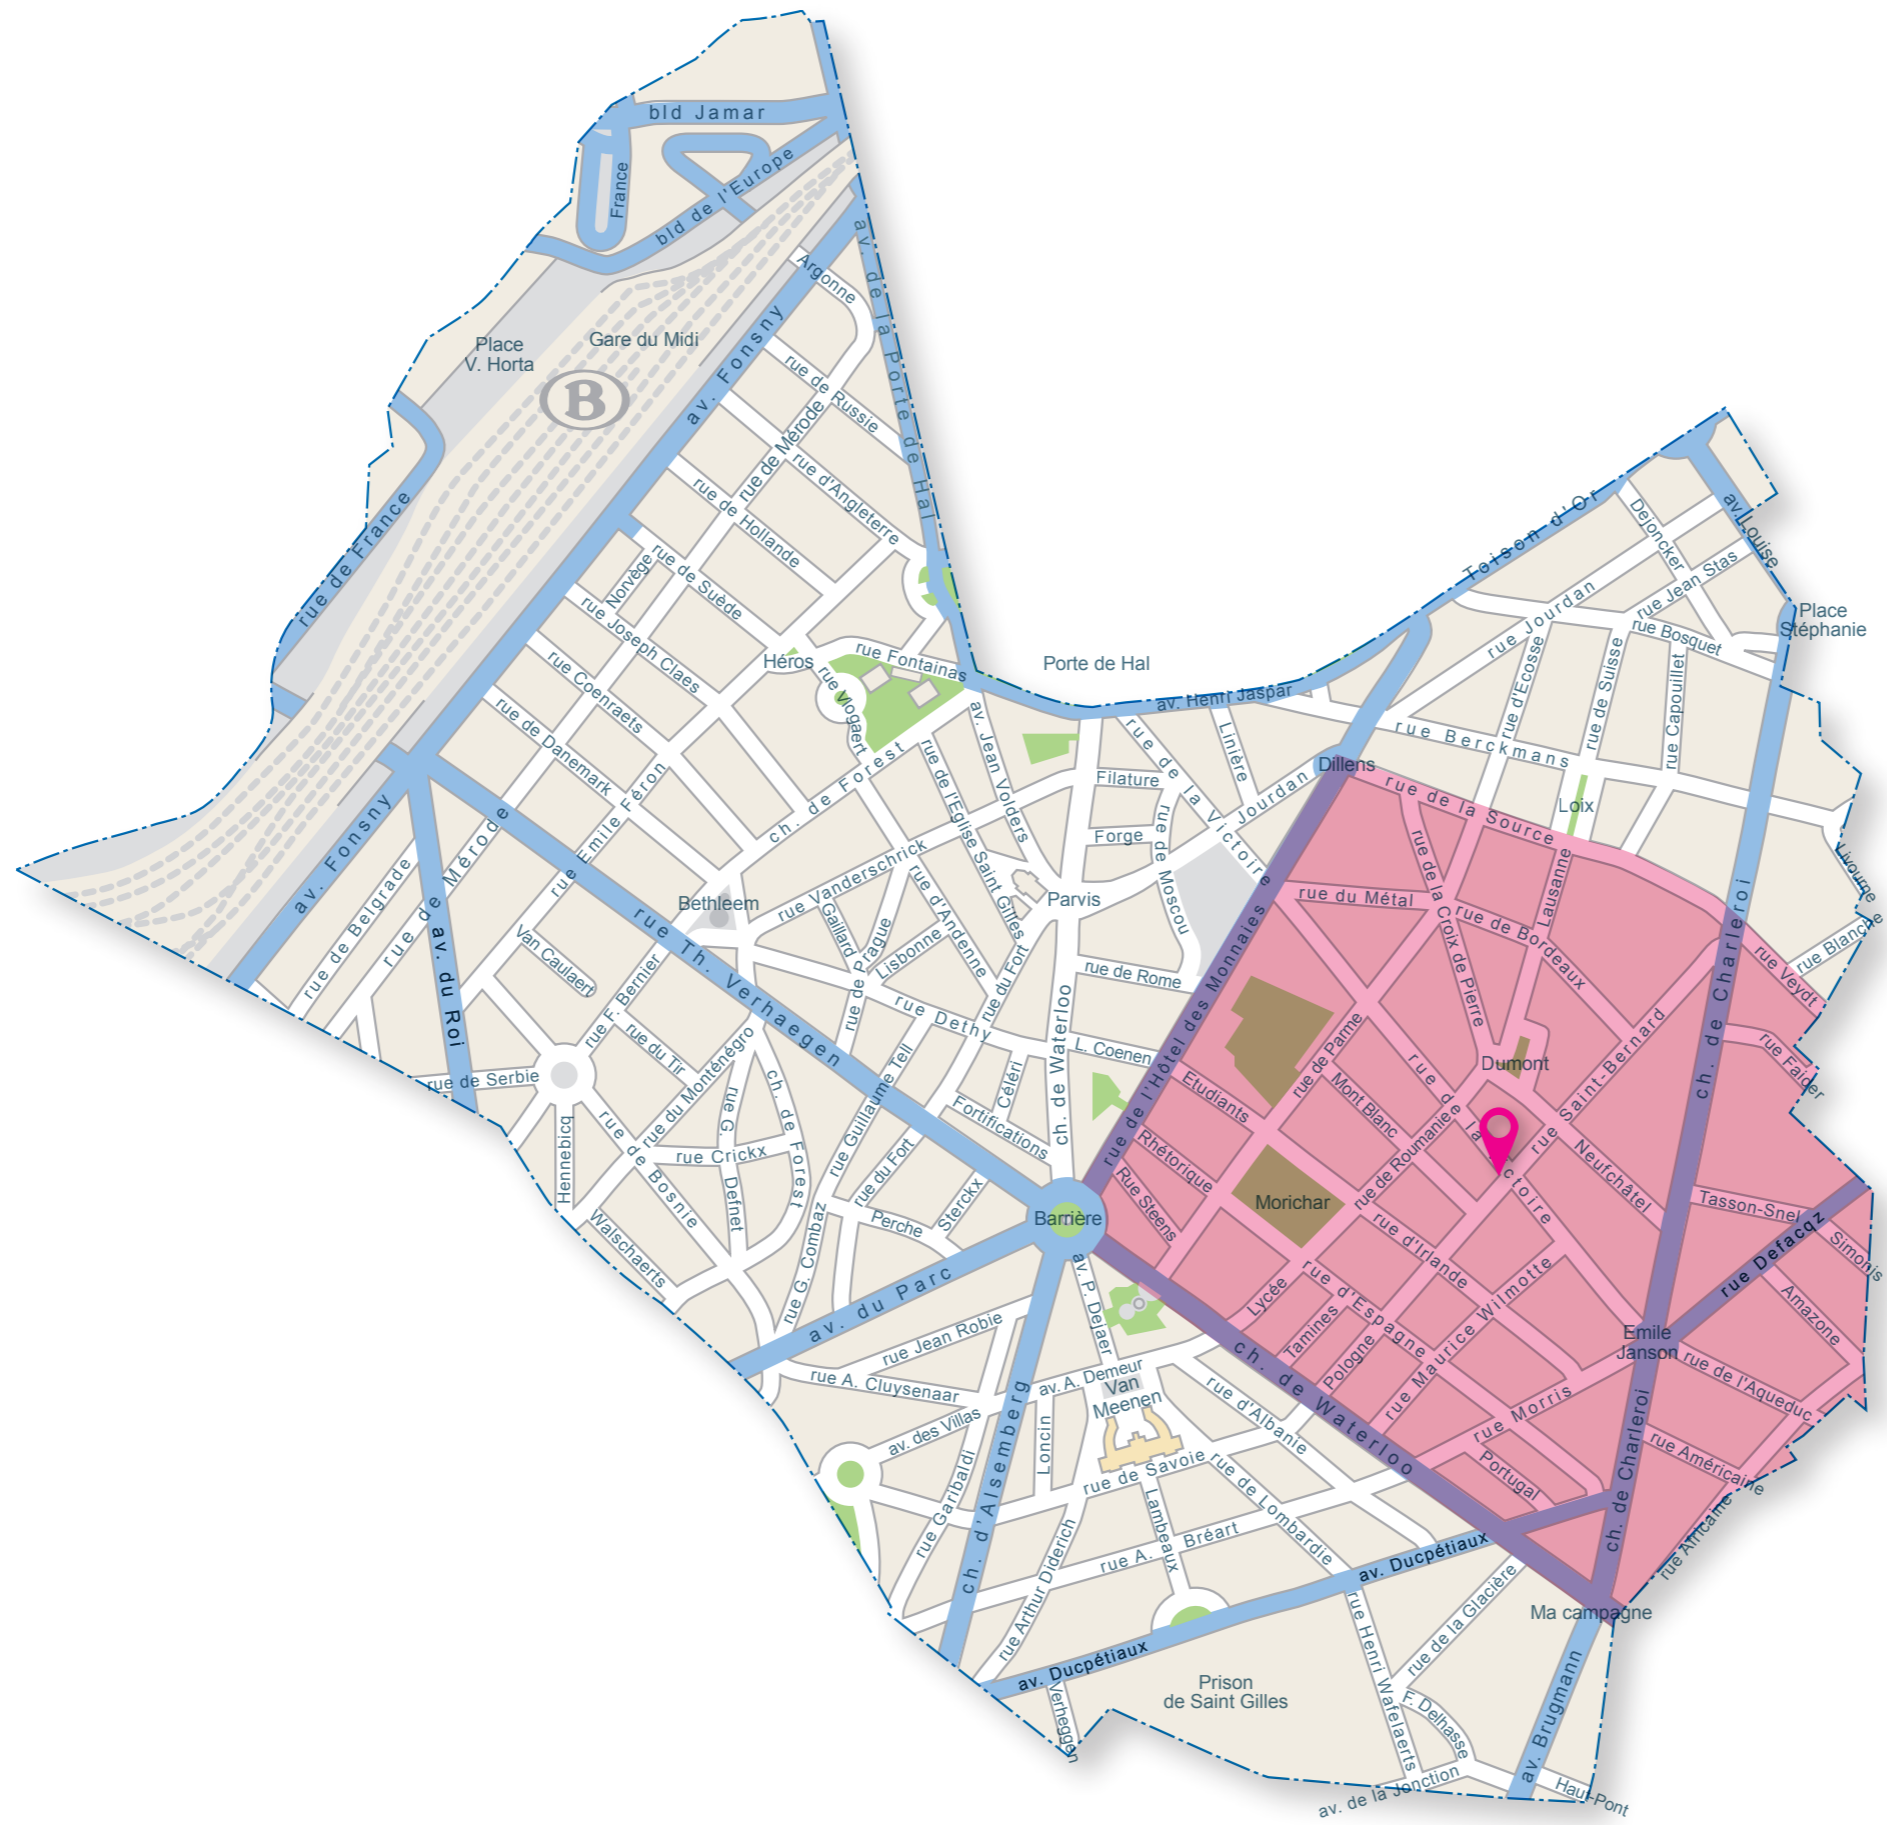 bld Jamar
France
bld de l'Europe
av. de la Porte de Hal
Argonne
Place
V. Horta
Gare du Midi
B
av. Fonsny
rue de Russie
rue de Mérode
rue d'Angleterre
rue de Hollande
rue de France
Norvège
rue de Suède
rue Joseph Claes
Héros
rue Fontainas
rue Vlogaert
Porte de Hal
av. Henri Jaspar
Toison d'Or
Dejoncker
av. Louise
rue Jean Stas
rue Jourdan
rue Bosquet
Place
Stéphanie
rue d'Ecosse
rue de Suisse
rue Capouillet
rue Berckmans
rue Coenraets
rue de Danemark
rue Emile Féron
ch. de Forest
rue de l'Eglise Saint Gilles
av. Jean Volders
Filature
rue de la Victoire
Linière
Jourdan
Dillens
Forge
rue de Moscou
rue de la Source
Loix
av. Fonsny
rue de Belgrade
rue de Mérode
av. du Roi
rue Th. Verhaegen
Bethleem
rue Vanderschrick
Gaillard
rue de Prague
Lisbonne
rue d'Andenne
rue du Fort
Parvis
rue de Rome
rue du Métal
rue de la Croix de Pierre
rue de Bordeaux
Lausanne
ch. de Charleroi
Livourne
rue Blanche
rue Veydt
rue Faider
Van Caulaert
rue F. Bernier
rue du Tir
rue du Monténégro
rue de Serbie
rue Dethy
L. Coenen
ch. de Waterloo
Céléri
Fortifications
rue de l'Hôtel des Monnaies
Etudiants
rue de Parme
Mont Blanc
rue de la Victoire
Dumont
rue Saint-Bernard
Neufchâtel
rue de Roumanie
Hennebicq
rue de Bosnie
rue Crickx
rue G. Defnet
ch. de Forest
rue Guillaume Tell
rue du Fort
Walschaerts
rue G. Combaz
Perche
Sterckx
Barrière
Rhétorique
Rue Steens
Morichar
rue d'Irlande
Tasson-Snel
rue Defacqz
Simonis
Amazone
av. du Parc
av. P. Dejaer
Lycée
rue d'Espagne
Tamines
Pologne
rue Maurice Wilmotte
Emile
Janson
rue de l'Aqueduc
rue Jean Robie
rue A. Cluysenaar
av. des Villas
av. A. Demeur
Van
Meenen
ch. de Waterloo
rue Morris
ch. de Charleroi
rue Américaine
rue Africaine
Portugal
rue Garibaldi
ch. d'Alsemberg
Loncin
rue de Savoie
rue d'Albanie
rue de Lombardie
Lambeaux
rue A. Bréart
rue Arthur Diderich
av. Ducpétiaux
Ma campagne
rue Henri Wafelaerts
rue de la Glacière
av. Ducpétiaux
Verheggen
Prison
de Saint Gilles
F. Delhasse
av. Brugmann
av. de la Jonction
Haut-Pont